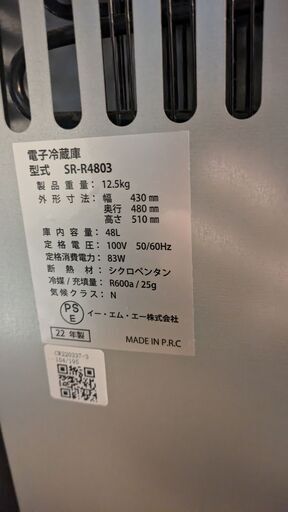 電子冷蔵庫
型式 SR-R4803
製品重量：12.5kg
外形寸法：幅 430㎜
奥行 480㎜
高さ 510㎜
庫内容量：48L
定格電圧：100V 50/60Hz
定格消費電力：83W
断熱材：シクロペンタン
冷媒/充填量：R600a / 25g
気候クラス：N
PS
E
イー・エム・エー株式会社
22 年製
MADE IN P.R.C